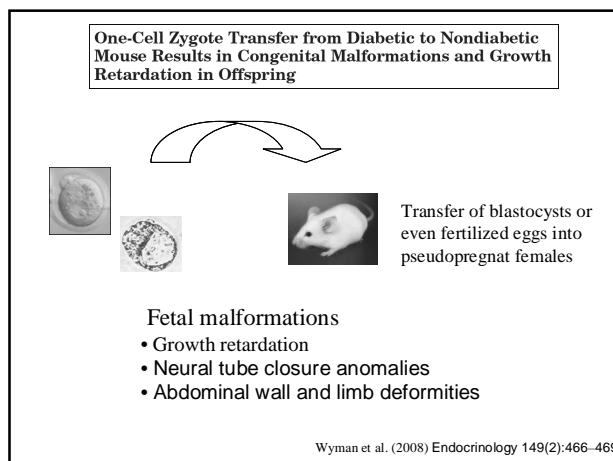 One-Cell Zygote Transfer from Diabetic to Nondiabetic
Mouse Results in Congenital Malformations and Growth
Retardation in Offspring
Transfer of blastocysts or
even fertilized eggs into
pseudopregnat females
Fetal malformations
• Growth retardation
• Neural tube closure anomalies
• Abdominal wall and limb deformities
Wyman et al. (2008) Endocrinology 149(2):466–469